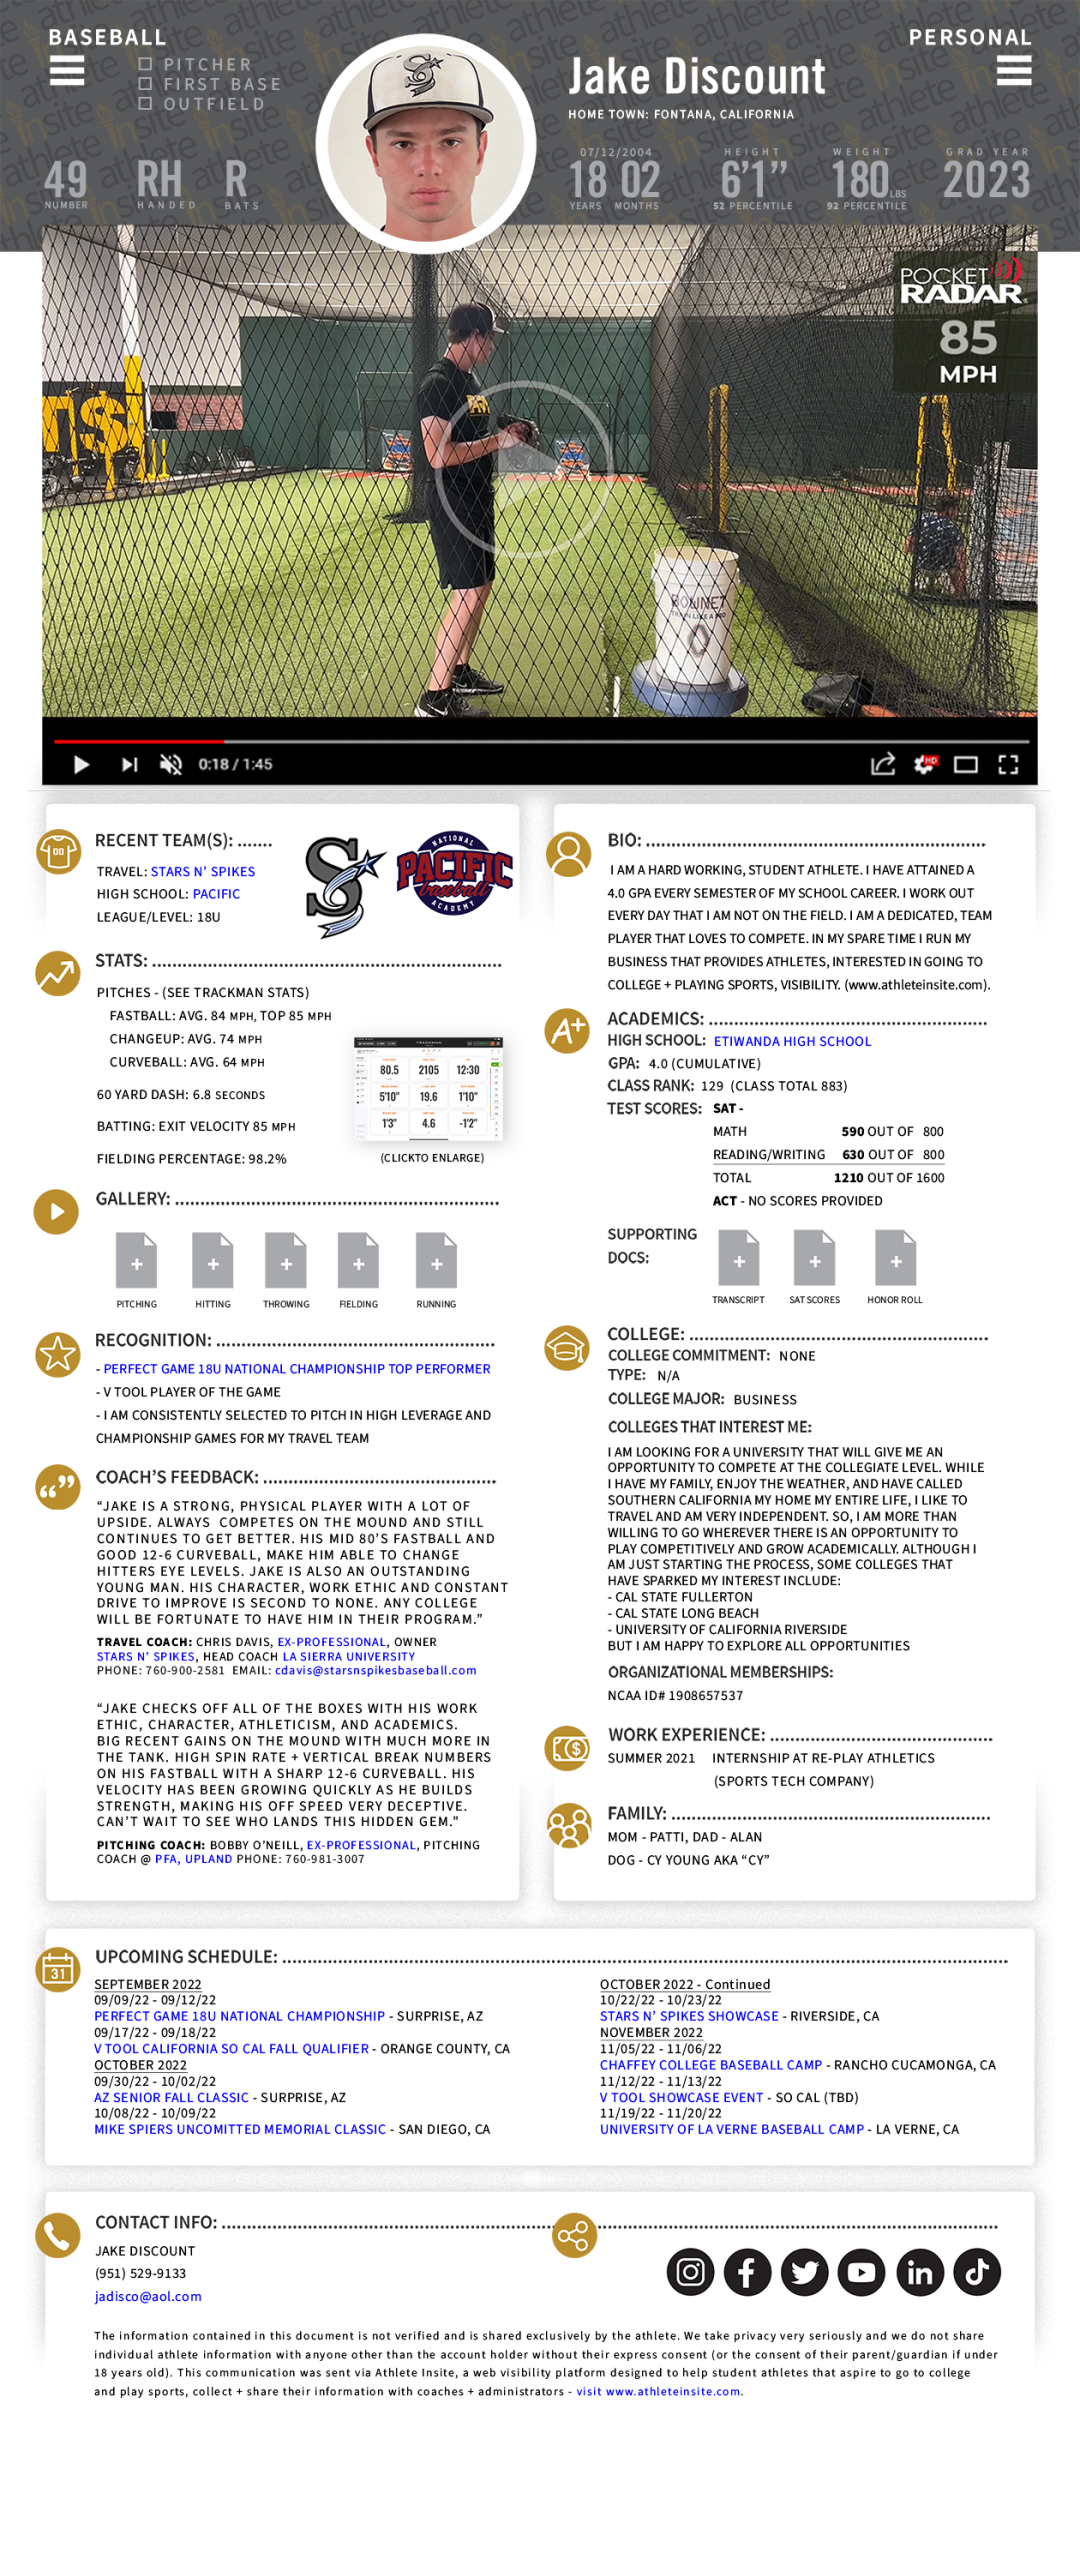 BASEBALL
PITCHER
FIRST BASE
OUTFIELD
49
NUMBER
RH
HANDED
R
BATS
PERSONAL
Jake Discount
HOME TOWN: FONTANA, CALIFORNIA
07/12/2004
18 02
YEARS MONTHS
HEIGHT
6'1"
52 PERCENTILE
WEIGHT
180 LBS
92 PERCENTILE
GRAD YEAR
2023
POCKET
RADAR
85
MPH
BOWNET
0:18 / 1:45
HD
RECENT TEAM(S): .......
TRAVEL: STARS N' SPIKES
HIGH SCHOOL: PACIFIC
LEAGUE/LEVEL: 18U
NATIONAL
PACIFIC
baseball
ACADEMY
STATS:
PITCHES - (SEE TRACKMAN STATS)
FASTBALL: AVG. 84 MPH, TOP 85 MPH
CHANGEUP: AVG. 74 MPH
CURVEBALL: AVG. 64 MPH
60 YARD DASH: 6.8 SECONDS
BATTING: EXIT VELOCITY 85 MPH
FIELDING PERCENTAGE: 98.2%
TRACKMAN
80.5 2105 12:30
5'10" 19.6 1'10"
1'3" 4.6 -1'2"
(CLICKTO ENLARGE)
GALLERY:
PITCHING HITTING THROWING FIELDING RUNNING
RECOGNITION:
- PERFECT GAME 18U NATIONAL CHAMPIONSHIP TOP PERFORMER
- V TOOL PLAYER OF THE GAME
- I AM CONSISTENTLY SELECTED TO PITCH IN HIGH LEVERAGE AND
CHAMPIONSHIP GAMES FOR MY TRAVEL TEAM
COACH'S FEEDBACK:
"JAKE IS A STRONG, PHYSICAL PLAYER WITH A LOT OF
UPSIDE. ALWAYS COMPETES ON THE MOUND AND STILL
CONTINUES TO GET BETTER. HIS MID 80'S FASTBALL AND
GOOD 12-6 CURVEBALL, MAKE HIM ABLE TO CHANGE
HITTERS EYE LEVELS. JAKE IS ALSO AN OUTSTANDING
YOUNG MAN. HIS CHARACTER, WORK ETHIC AND CONSTANT
DRIVE TO IMPROVE IS SECOND TO NONE. ANY COLLEGE
WILL BE FORTUNATE TO HAVE HIM IN THEIR PROGRAM."
TRAVEL COACH: CHRIS DAVIS, EX-PROFESSIONAL, OWNER
STARS N' SPIKES, HEAD COACH LA SIERRA UNIVERSITY
PHONE: 760-900-2581 EMAIL: cdavis@starsnspikesbaseball.com
"JAKE CHECKS OFF ALL OF THE BOXES WITH HIS WORK
ETHIC, CHARACTER, ATHLETICISM, AND ACADEMICS.
BIG RECENT GAINS ON THE MOUND WITH MUCH MORE IN
THE TANK. HIGH SPIN RATE + VERTICAL BREAK NUMBERS
ON HIS FASTBALL WITH A SHARP 12-6 CURVEBALL. HIS
VELOCITY HAS BEEN GROWING QUICKLY AS HE BUILDS
STRENGTH, MAKING HIS OFF SPEED VERY DECEPTIVE.
CAN'T WAIT TO SEE WHO LANDS THIS HIDDEN GEM."
PITCHING COACH: BOBBY O'NEILL, EX-PROFESSIONAL, PITCHING
COACH @ PFA, UPLAND PHONE: 760-981-3007
BIO:
I AM A HARD WORKING, STUDENT ATHLETE. I HAVE ATTAINED A
4.0 GPA EVERY SEMESTER OF MY SCHOOL CAREER. I WORK OUT
EVERY DAY THAT I AM NOT ON THE FIELD. I AM A DEDICATED, TEAM
PLAYER THAT LOVES TO COMPETE. IN MY SPARE TIME I RUN MY
BUSINESS THAT PROVIDES ATHLETES, INTERESTED IN GOING TO
COLLEGE + PLAYING SPORTS, VISIBILITY. (www.athleteinsite.com).
A+
ACADEMICS:
HIGH SCHOOL: ETIWANDA HIGH SCHOOL
GPA: 4.0 (CUMULATIVE)
CLASS RANK: 129 (CLASS TOTAL 883)
TEST SCORES: SAT -
MATH 590 OUT OF 800
READING/WRITING 630 OUT OF 800
TOTAL 1210 OUT OF 1600
ACT - NO SCORES PROVIDED
SUPPORTING
DOCS:
TRANSCRIPT SAT SCORES HONOR ROLL
COLLEGE:
COLLEGE COMMITMENT: NONE
TYPE: N/A
COLLEGE MAJOR: BUSINESS
COLLEGES THAT INTEREST ME:
I AM LOOKING FOR A UNIVERSITY THAT WILL GIVE ME AN
OPPORTUNITY TO COMPETE AT THE COLLEGIATE LEVEL. WHILE
I HAVE MY FAMILY, ENJOY THE WEATHER, AND HAVE CALLED
SOUTHERN CALIFORNIA MY HOME MY ENTIRE LIFE, I LIKE TO
TRAVEL AND AM VERY INDEPENDENT. SO, I AM MORE THAN
WILLING TO GO WHEREVER THERE IS AN OPPORTUNITY TO
PLAY COMPETITIVELY AND GROW ACADEMICALLY. ALTHOUGH I
AM JUST STARTING THE PROCESS, SOME COLLEGES THAT
HAVE SPARKED MY INTEREST INCLUDE:
- CAL STATE FULLERTON
- CAL STATE LONG BEACH
- UNIVERSITY OF CALIFORNIA RIVERSIDE
BUT I AM HAPPY TO EXPLORE ALL OPPORTUNITIES
ORGANIZATIONAL MEMBERSHIPS:
NCAA ID# 1908657537
WORK EXPERIENCE:
SUMMER 2021 INTERNSHIP AT RE-PLAY ATHLETICS
(SPORTS TECH COMPANY)
FAMILY:
MOM - PATTI, DAD - ALAN
DOG - CY YOUNG AKA "CY"
31
UPCOMING SCHEDULE:
SEPTEMBER 2022
09/09/22 - 09/12/22
PERFECT GAME 18U NATIONAL CHAMPIONSHIP - SURPRISE, AZ
09/17/22 - 09/18/22
V TOOL CALIFORNIA SO CAL FALL QUALIFIER - ORANGE COUNTY, CA
OCTOBER 2022
09/30/22 - 10/02/22
AZ SENIOR FALL CLASSIC - SURPRISE, AZ
10/08/22 - 10/09/22
MIKE SPIERS UNCOMITTED MEMORIAL CLASSIC - SAN DIEGO, CA
OCTOBER 2022 - Continued
10/22/22 - 10/23/22
STARS N' SPIKES SHOWCASE - RIVERSIDE, CA
NOVEMBER 2022
11/05/22 - 11/06/22
CHAFFEY COLLEGE BASEBALL CAMP - RANCHO CUCAMONGA, CA
11/12/22 - 11/13/22
V TOOL SHOWCASE EVENT - SO CAL (TBD)
11/19/22 - 11/20/22
UNIVERSITY OF LA VERNE BASEBALL CAMP - LA VERNE, CA
CONTACT INFO:
JAKE DISCOUNT
(951) 529-9133
jadisco@aol.com
The information contained in this document is not verified and is shared exclusively by the athlete. We take privacy very seriously and we do not share
individual athlete information with anyone other than the account holder without their express consent (or the consent of their parent/guardian if under
18 years old). This communication was sent via Athlete Insite, a web visibility platform designed to help student athletes that aspire to go to college
and play sports, collect + share their information with coaches + administrators - visit www.athleteinsite.com.